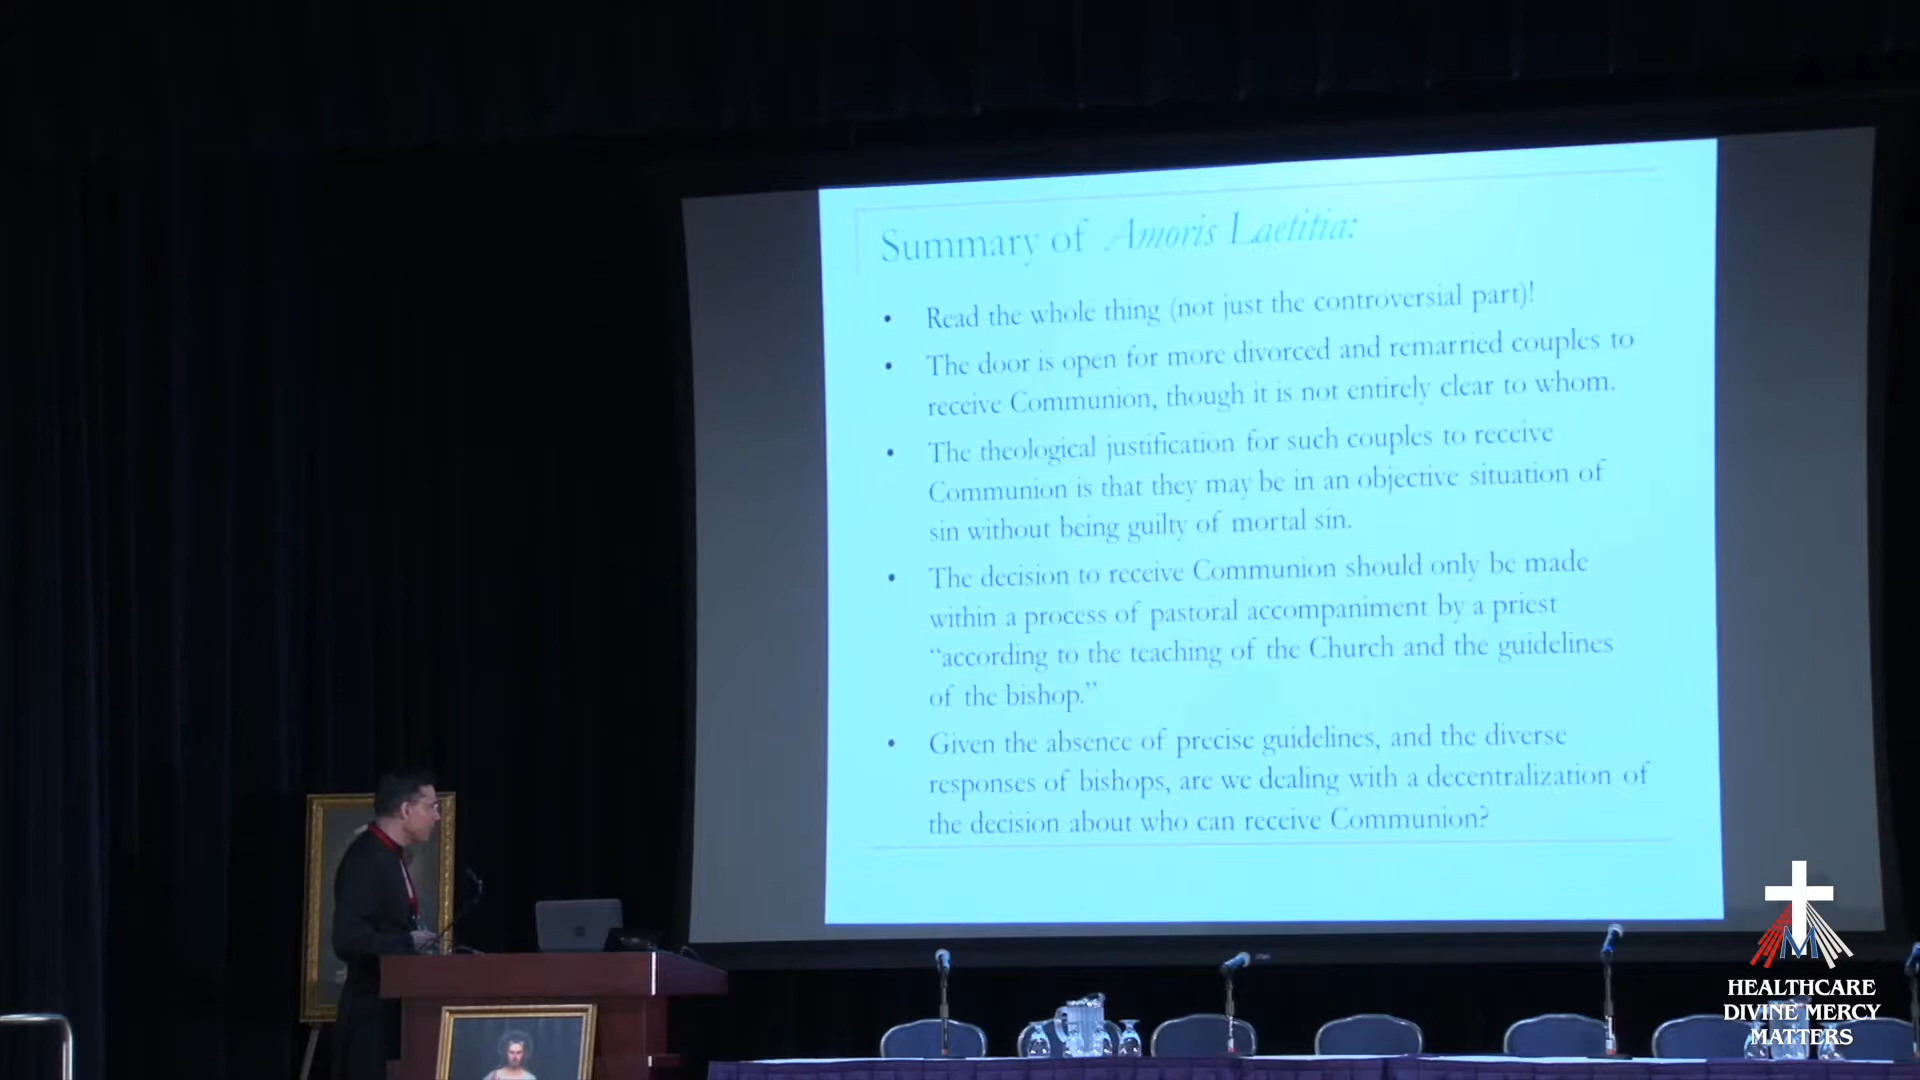 Summary of Amoris Laetitia:
• Read the whole thing (not just the controversial part)!
• The door is open for more divorced and remarried couples to
receive Communion, though it is not entirely clear to whom.
• The theological justification for such couples to receive
Communion is that they may be in an objective situation of
sin without being guilty of mortal sin.
• The decision to receive Communion should only be made
within a process of pastoral accompaniment by a priest
“according to the teaching of the Church and the guidelines
of the bishop.”
• Given the absence of precise guidelines, and the diverse
responses of bishops, are we dealing with a decentralization of
the decision about who can receive Communion?
M
HEALTHCARE
DIVINE MERCY
MATTERS